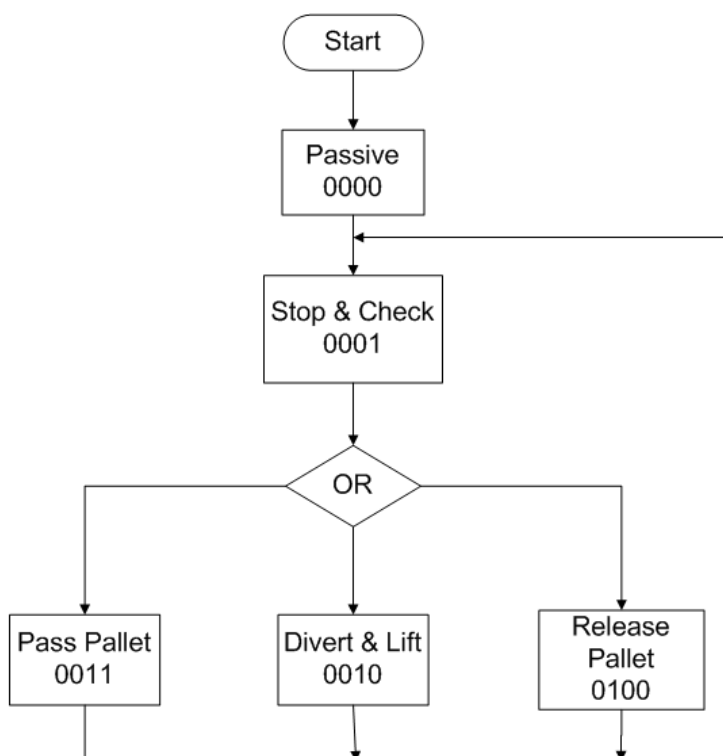 Start
Passive
0000
Stop & Check
0001
OR
Pass Pallet
0011
Divert & Lift
0010
Release
Pallet
0100